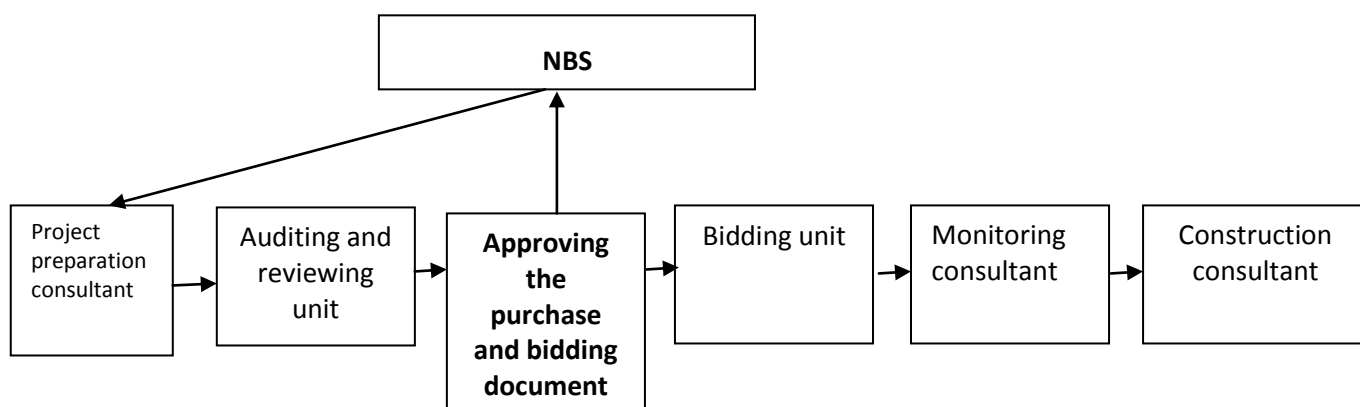 NBS
Project
preparation
consultant
Auditing and
reviewing
unit
Approving
the
purchase
and bidding
document
Bidding unit
Monitoring
consultant
Construction
consultant